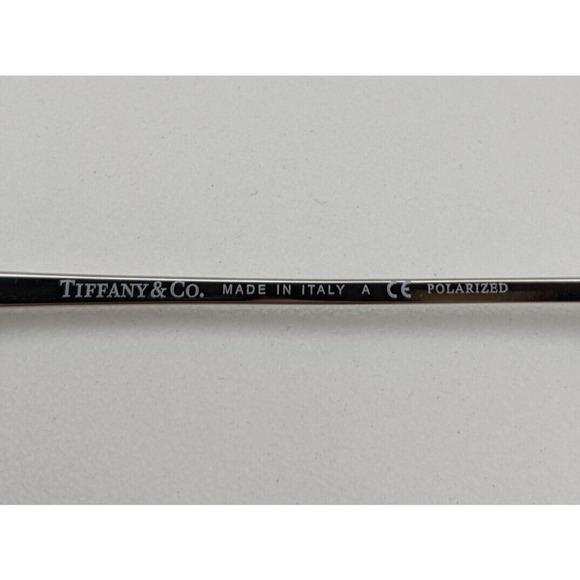 TIFFANY & CO. MADE IN ITALY A CE POLARIZED